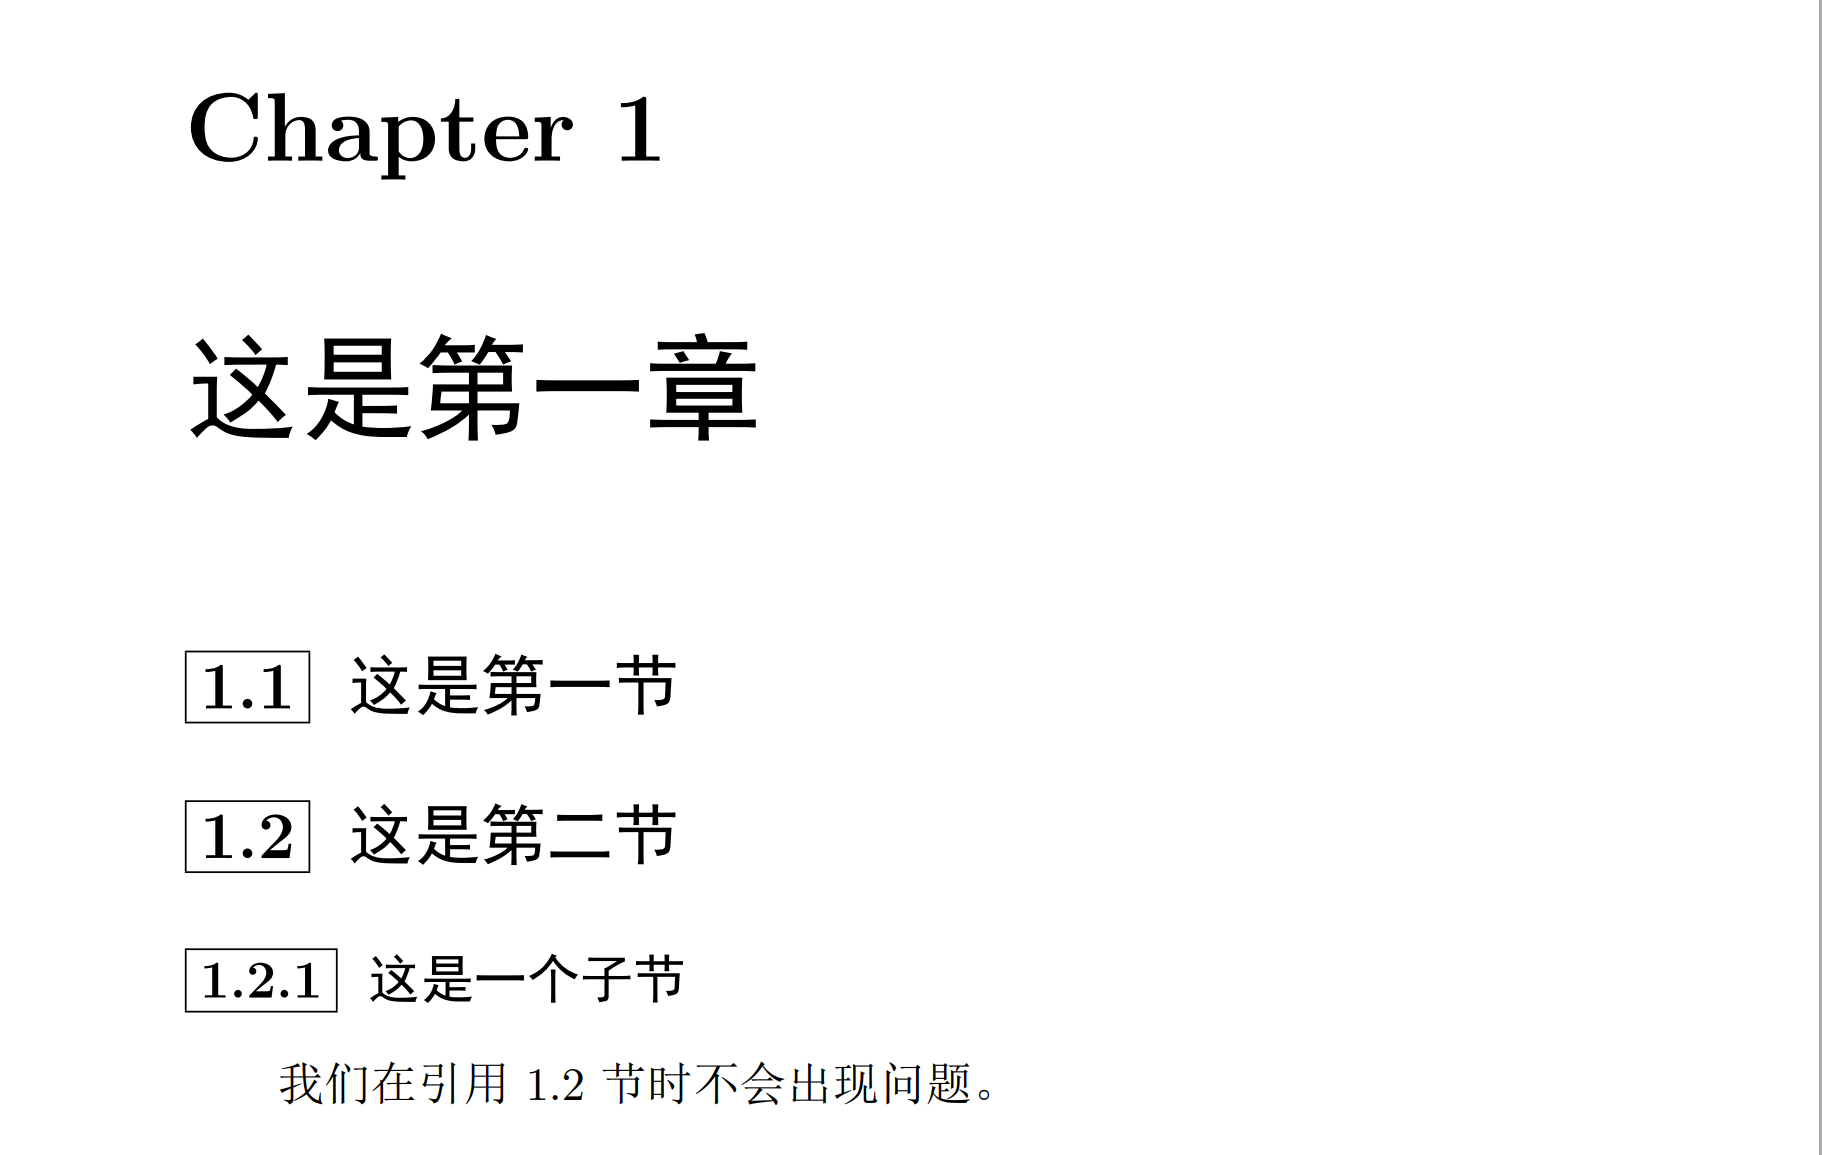 Chapter 1
这是第一章
1.1 这是第一节
1.2 这是第二节
1.2.1 这是一个子节
我们在引用 1.2 节时不会出现问题。